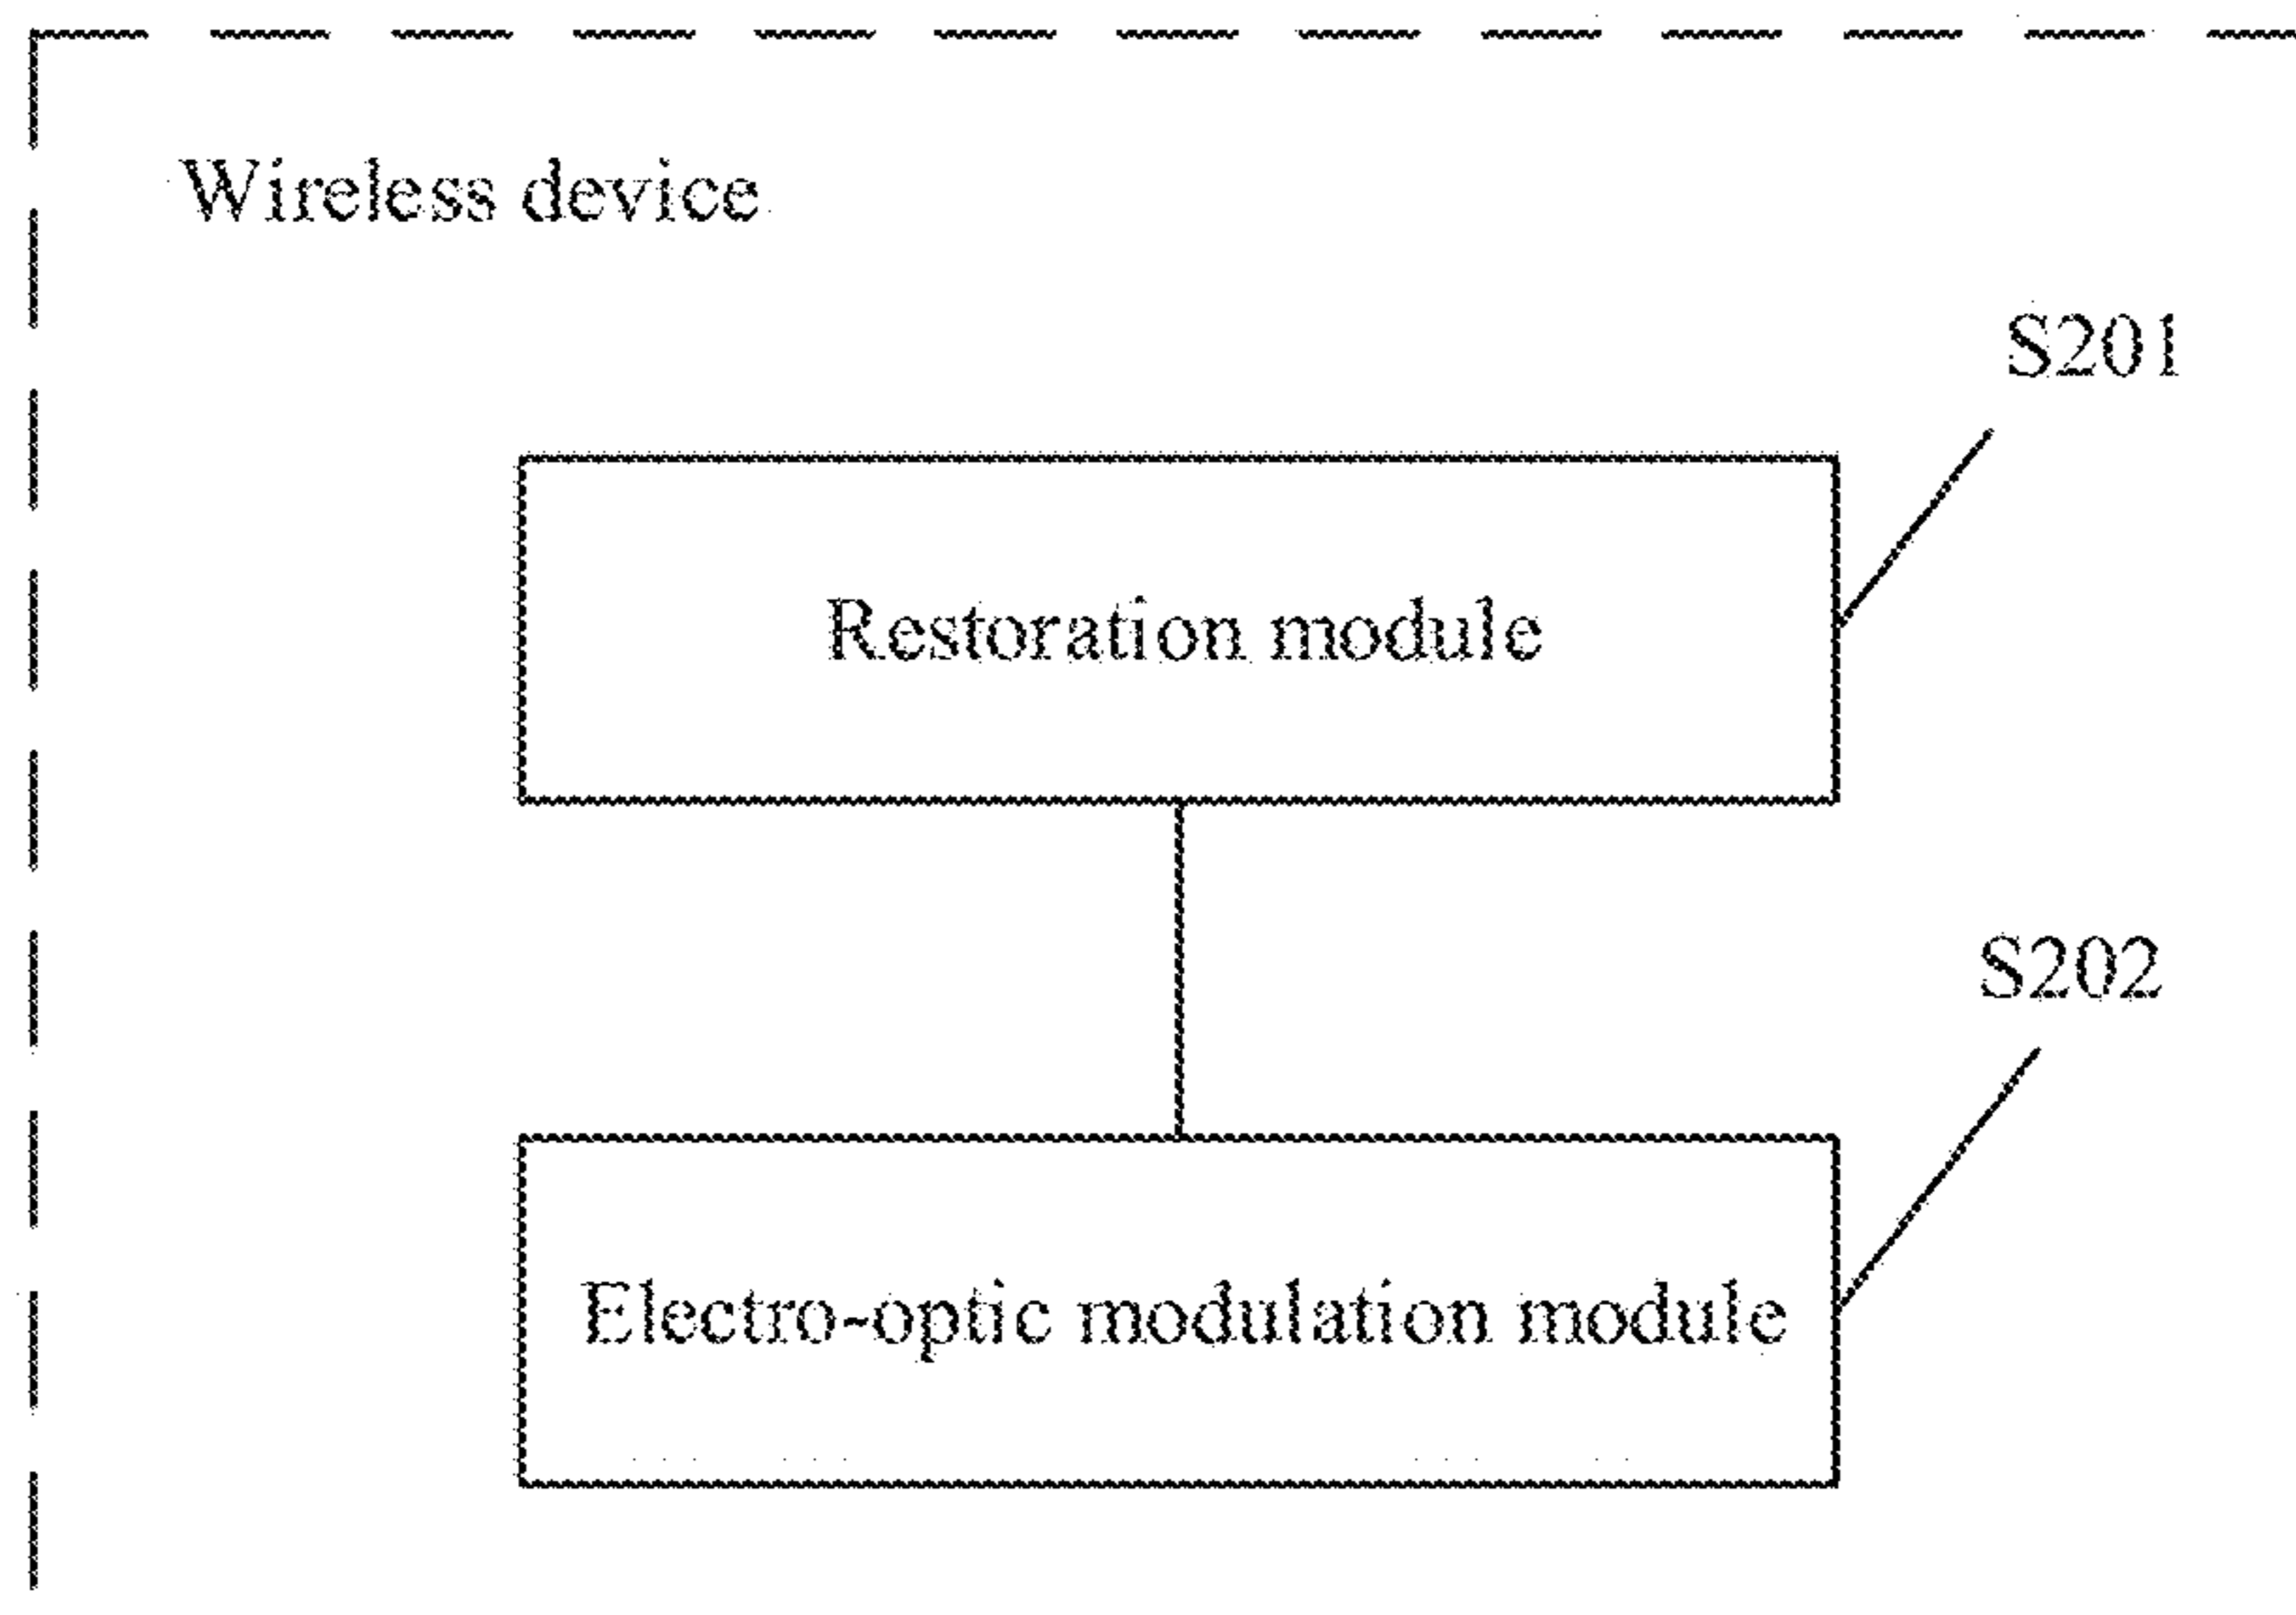 Wireless device
S201
Restoration module
S202
Electro-optic modulation module